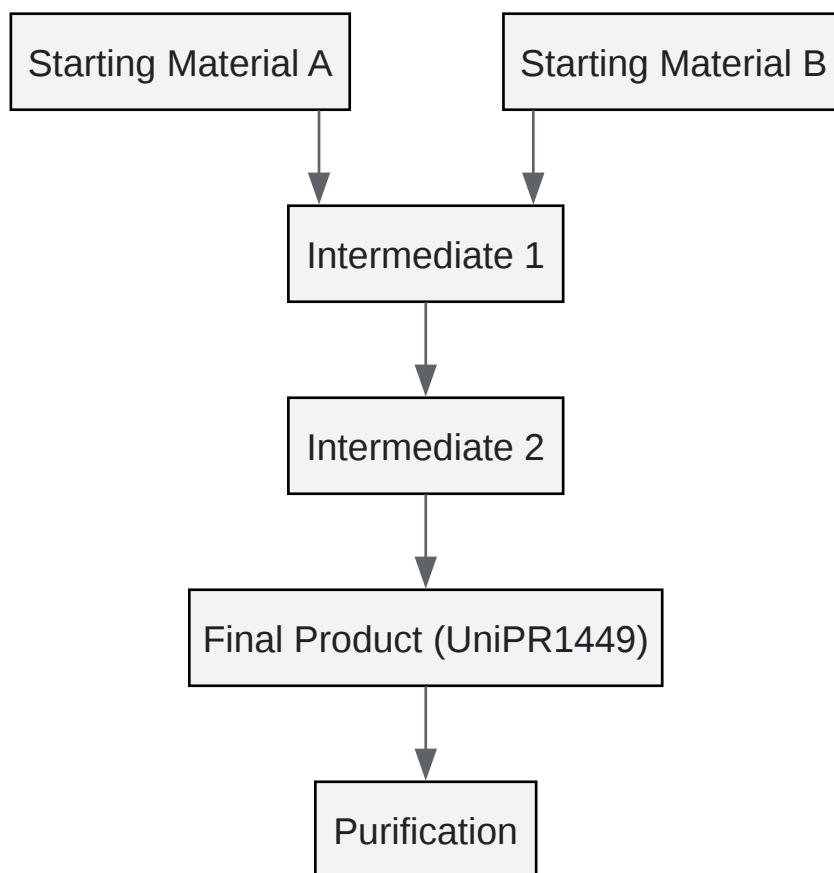 Starting Material A
Starting Material B
Intermediate 1
Intermediate 2
Final Product (UniPR1449)
Purification